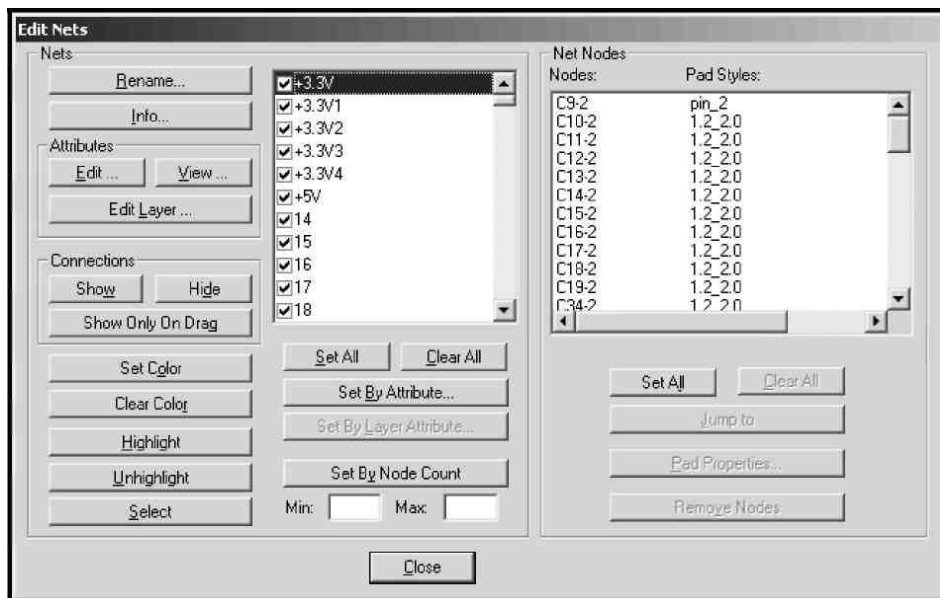 Edit Nets
Nets
Rename...
Info...
Attributes
Edit ...
View ...
Edit Layer ...
Connections
Show
Hide
Show Only On Drag
Set Color
Clear Color
Highlight
Unhighlight
Select
+3.3V
+3.3V1
+3.3V2
+3.3V3
+3.3V4
+5V
14
15
16
17
18
Set All
Clear All
Set By Attribute...
Set By Layer Attribute...
Set By Node Count
Min:
Max:
Net Nodes
Nodes: Pad Styles:
C9-2 pin_2
C10-2 1.2_2.0
C11-2 1.2_2.0
C12-2 1.2_2.0
C13-2 1.2_2.0
C14-2 1.2_2.0
C15-2 1.2_2.0
C16-2 1.2_2.0
C17-2 1.2_2.0
C18-2 1.2_2.0
C19-2 1.2_2.0
C34-2 1.2_2.0
Set All
Clear All
Jump to
Pad Properties...
Remove Nodes
Close